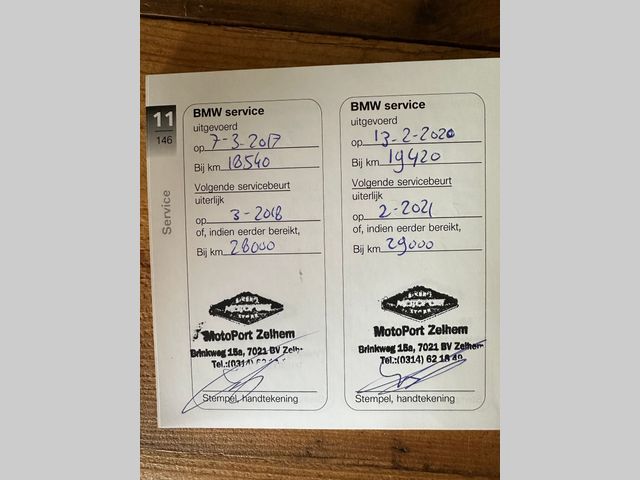 11
146
Service
BMW service
uitgevoerd
op 7-3-2017
Bij km 18540
Volgende servicebeurt
uiterlijk
op 3-2018
of, indien eerder bereikt,
Bij km 28000
MotoPort Zelhem
Brinkweg 15a, 7021 BV
Tel.:(0314)
Stempel, handtekening
BMW service
uitgevoerd
op 13-2-2020
Bij km 19420
Volgende servicebeurt
uiterlijk
op 2-2021
of, indien eerder bereikt,
Bij km 29000
MOTOPORT
MotoPort Zelhem
Brinkweg 15a, 7021 BV Zelhem
Tel.:(0314) 62 18
Stempel, handtekening